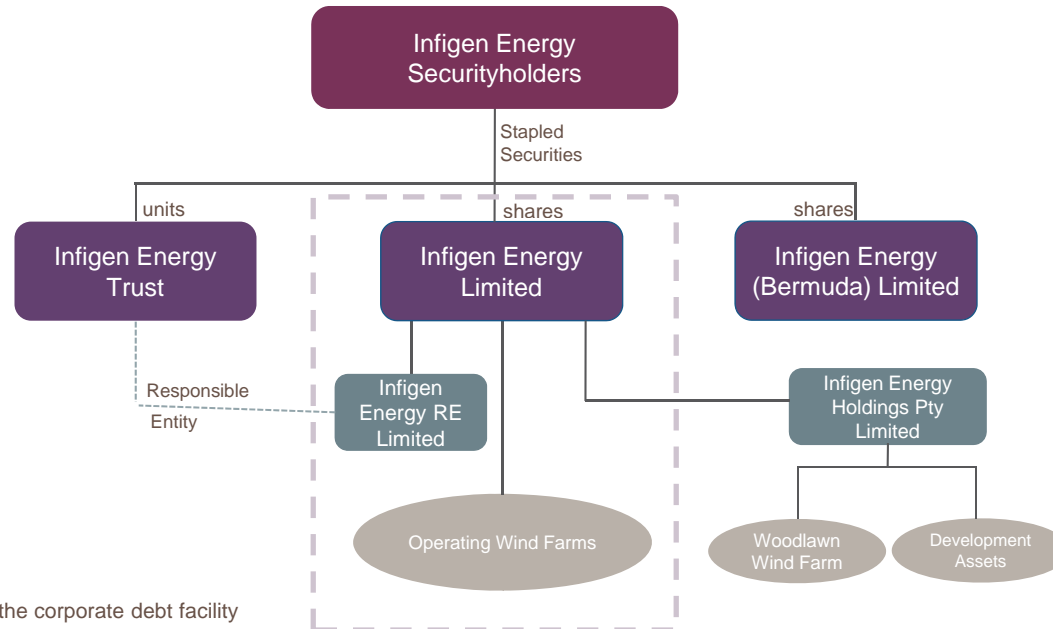 Infigen Energy
Securityholders
Stapled
Securities
units
shares
shares
Infigen Energy
Trust
Infigen Energy
Limited
Infigen Energy
(Bermuda) Limited
Responsible
Entity
Infigen
Energy RE
Limited
Infigen Energy
Holdings Pty
Limited
Operating Wind Farms
Woodlawn
Wind Farm
Development
Assets
the corporate debt facility